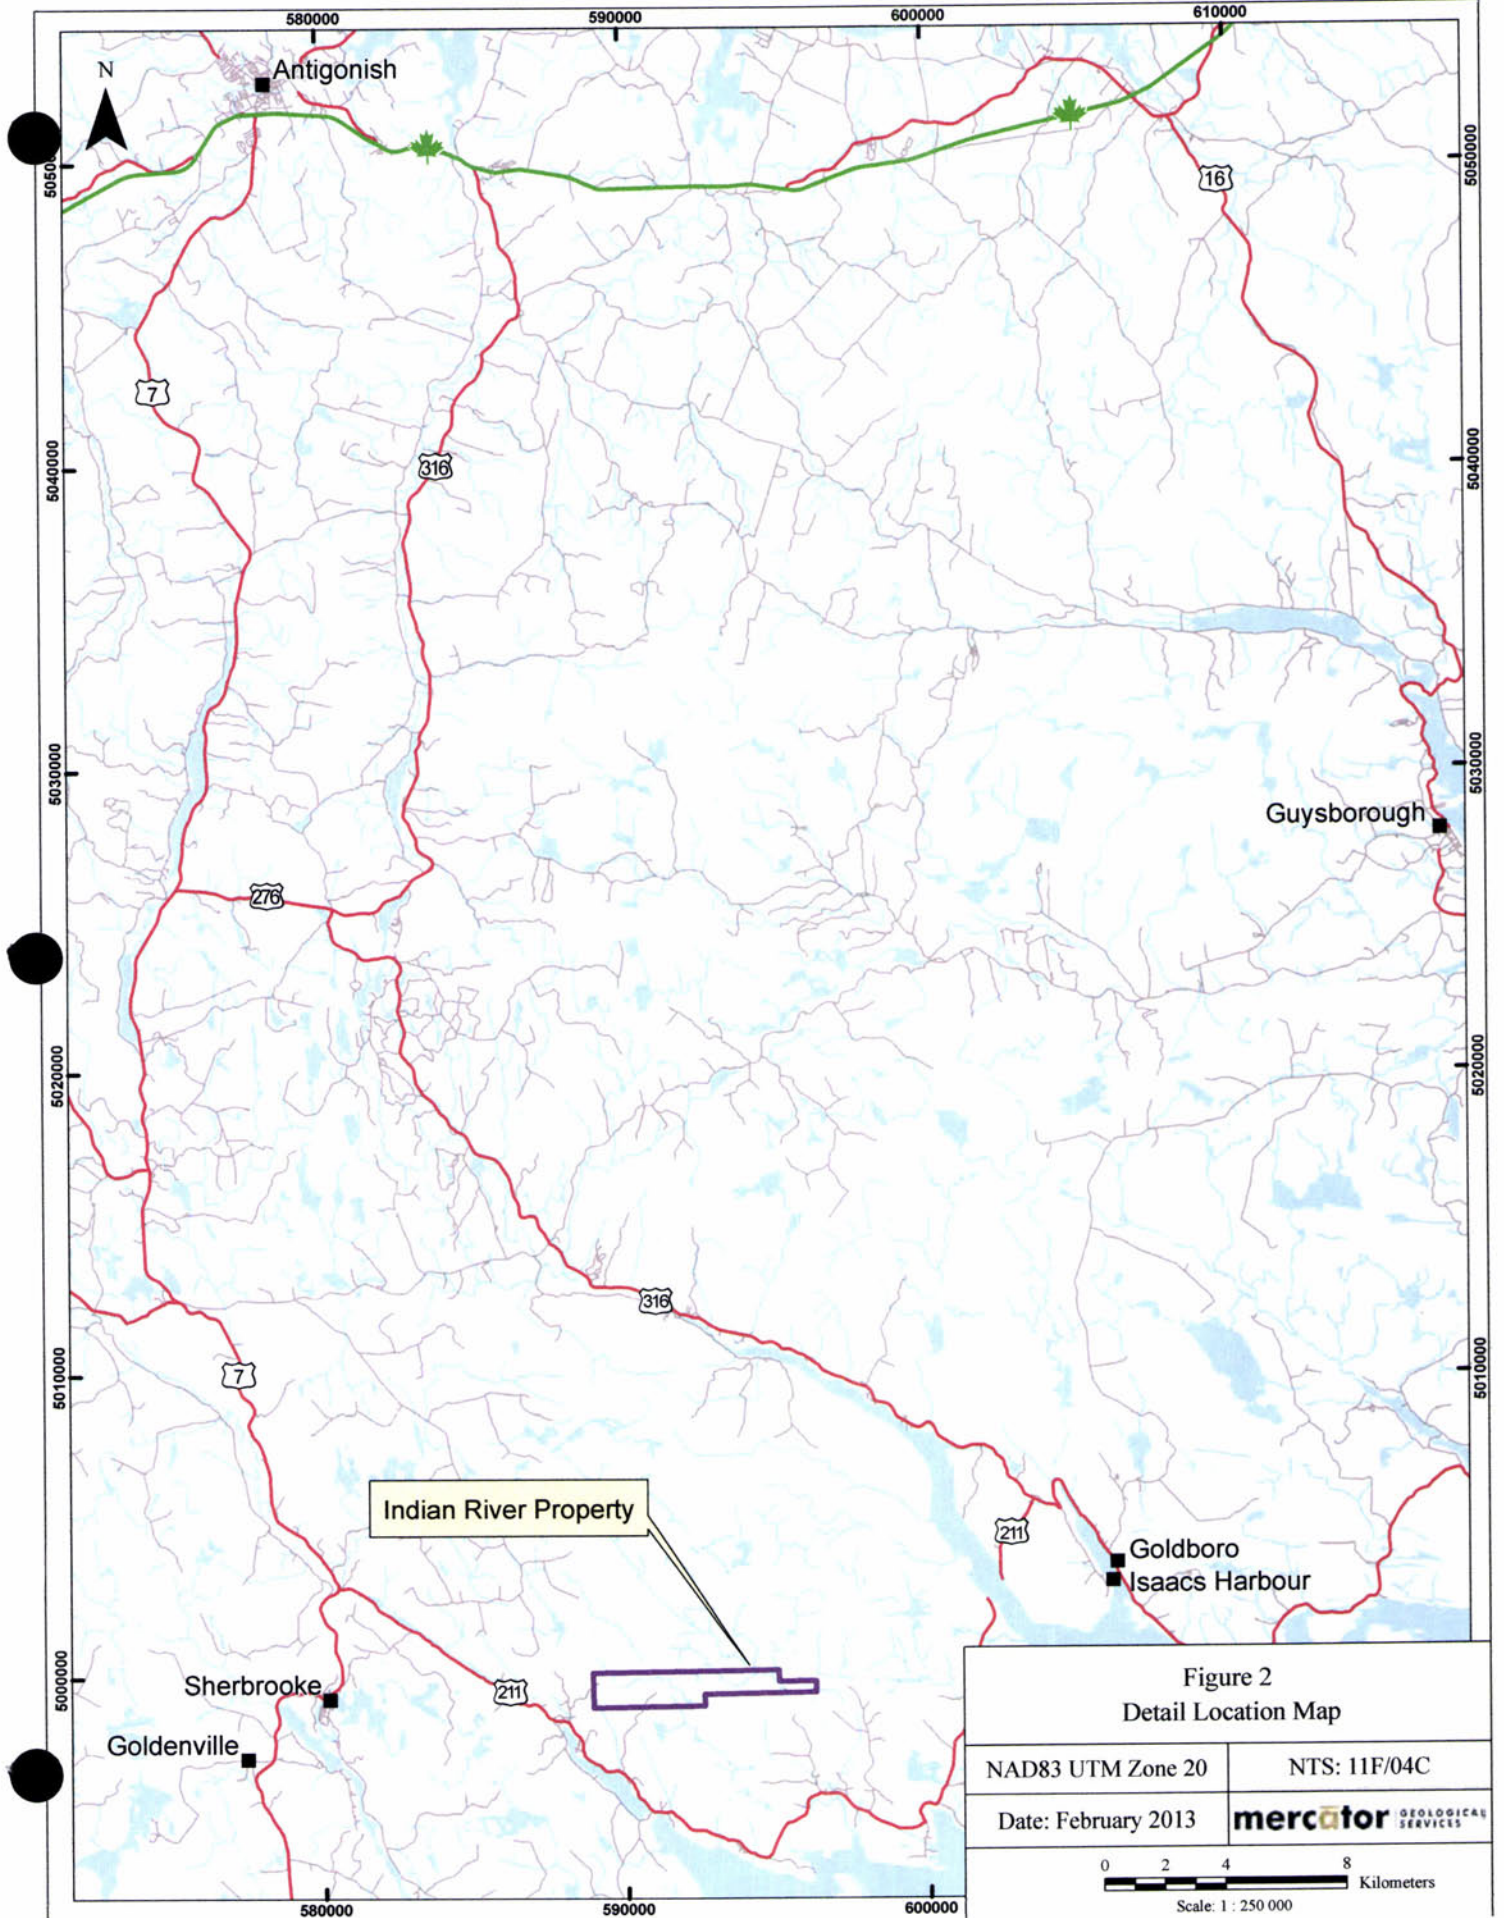 580000
590000
600000
610000
N
Antigonish
5050000
16
7
5040000
5040000
316
5030000
5030000
Guysborough
276
5020000
5020000
316
5010000
5010000
7
Indian River Property
211
Goldboro
Isaacs Harbour
5000000
Sherbrooke
211
Goldenville
Figure 2
Detail Location Map
NAD83 UTM Zone 20
NTS: 11F/04C
Date: February 2013
mercator GEOLOGICAL SERVICES
0 2 4 8
Kilometers
Scale: 1 : 250 000
580000
590000
600000